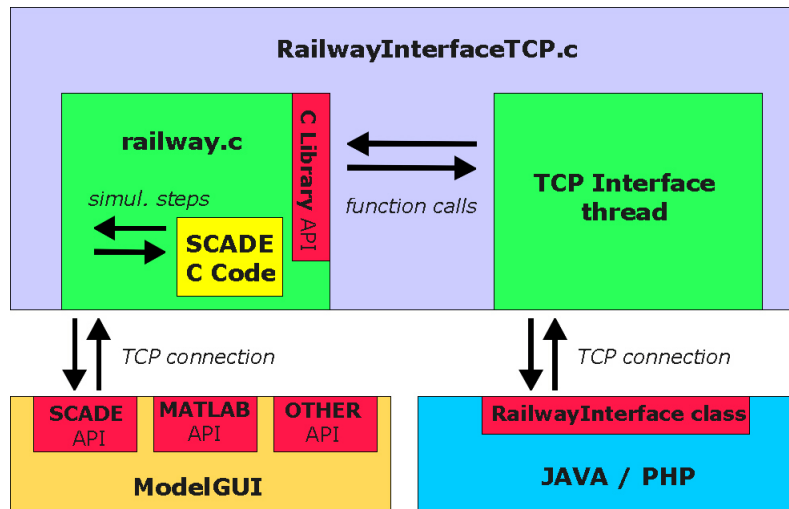 RailwayInterfaceTCP.c
railway.c
C Library API
simul. steps
SCADE
C Code
function calls
TCP Interface
thread
TCP connection
TCP connection
SCADE
API
MATLAB
API
OTHER
API
ModelGUI
RailwayInterface class
JAVA / PHP